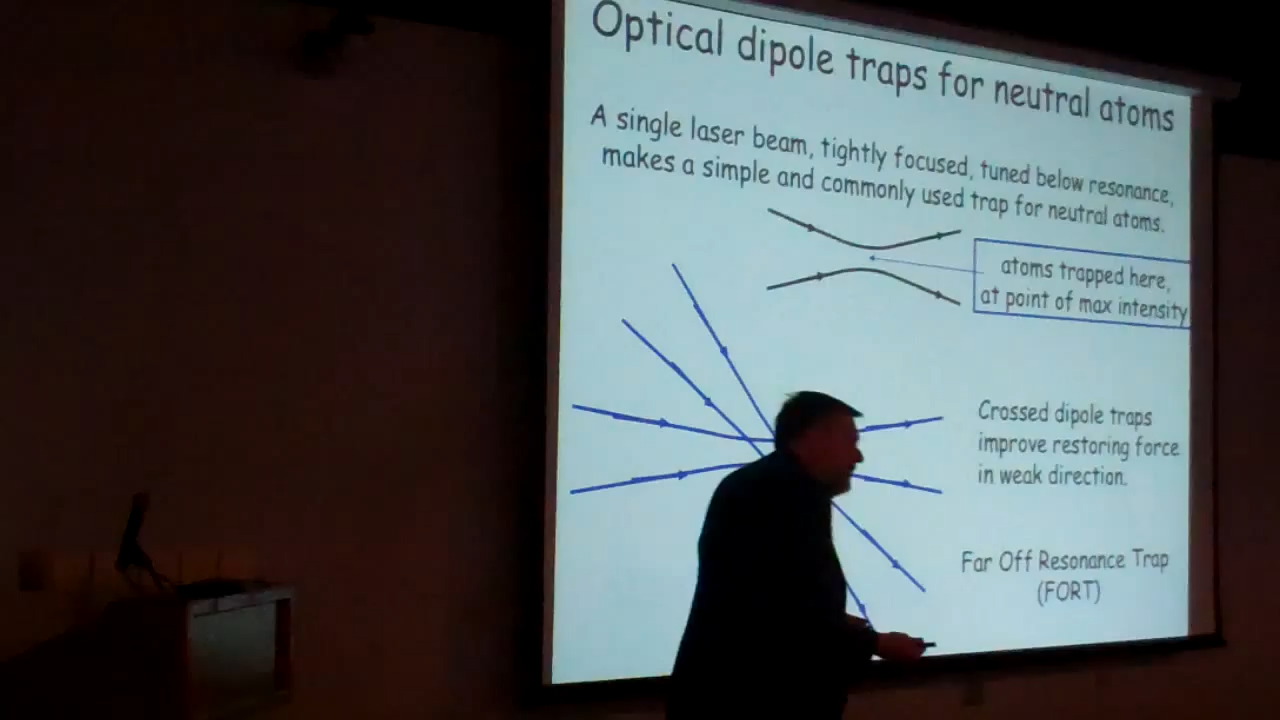 Optical dipole traps for neutral atoms
A single laser beam, tightly focused, tuned below resonance,
makes a simple and commonly used trap for neutral atoms.
atoms trapped here,
at point of max intensity
Crossed dipole traps
improve restoring force
in weak direction.
Far Off Resonance Trap
(FORT)